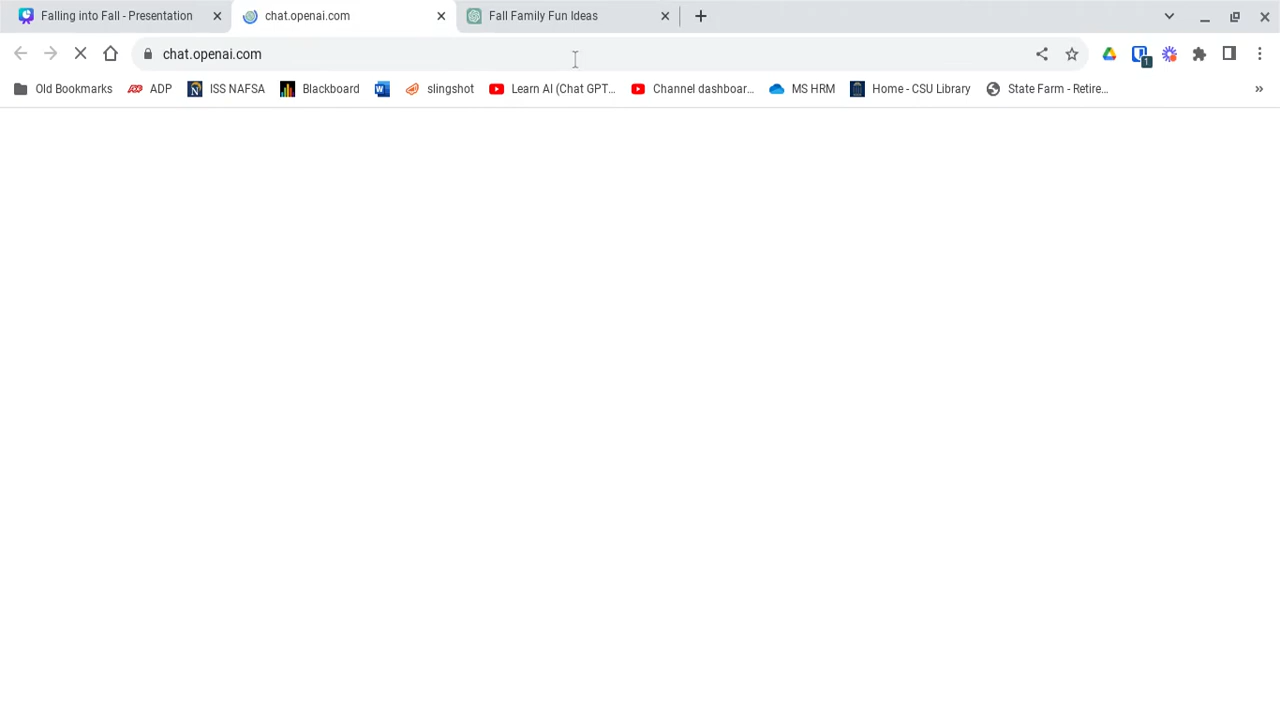 Falling into Fall - Presentation
chat.openai.com
Fall Family Fun Ideas
chat.openai.com
1
Old Bookmarks
ADP
ISS NAFSA
Blackboard
slingshot
Learn AI (Chat GPT...
Channel dashboar...
MS HRM
Home - CSU Library
State Farm - Retire...
»